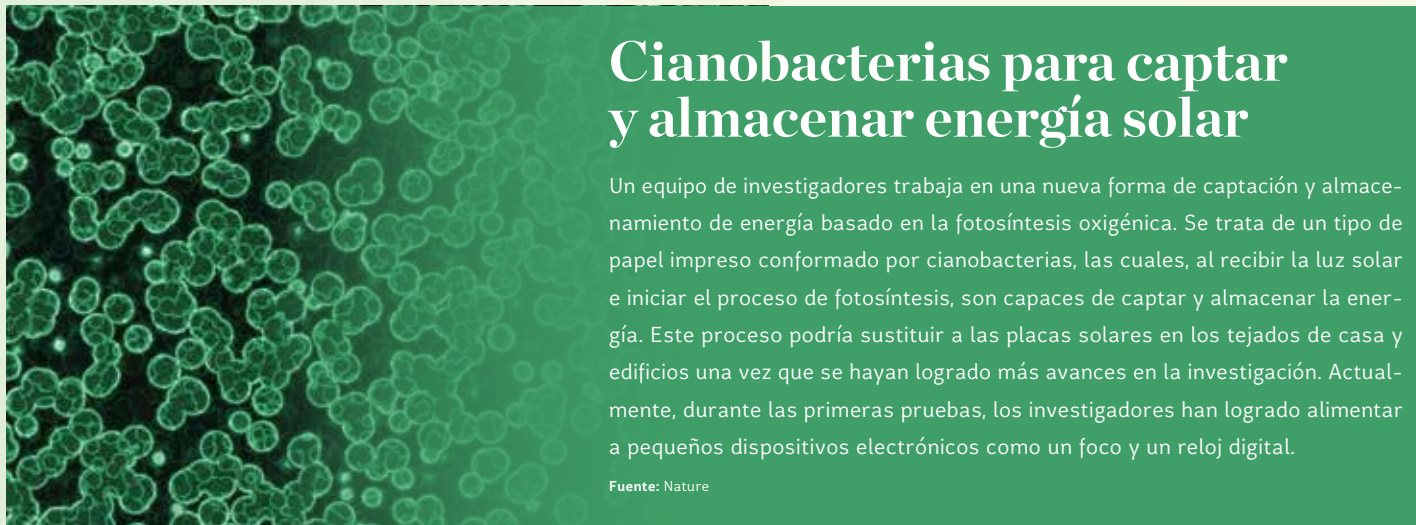 Cianobacterias para captar
y almacenar energía solar
Un equipo de investigadores trabaja en una nueva forma de captación y almace-
namiento de energía basado en la fotosíntesis oxigénica. Se trata de un tipo de
papel impreso conformado por cianobacterias, las cuales, al recibir la luz solar
e iniciar el proceso de fotosíntesis, son capaces de captar y almacenar la ener-
gía. Este proceso podría sustituir a las placas solares en los tejados de casa y
edificios una vez que se hayan logrado más avances en la investigación. Actual-
mente, durante las primeras pruebas, los investigadores han logrado alimentar
a pequeños dispositivos electrónicos como un foco y un reloj digital.
Fuente: Nature